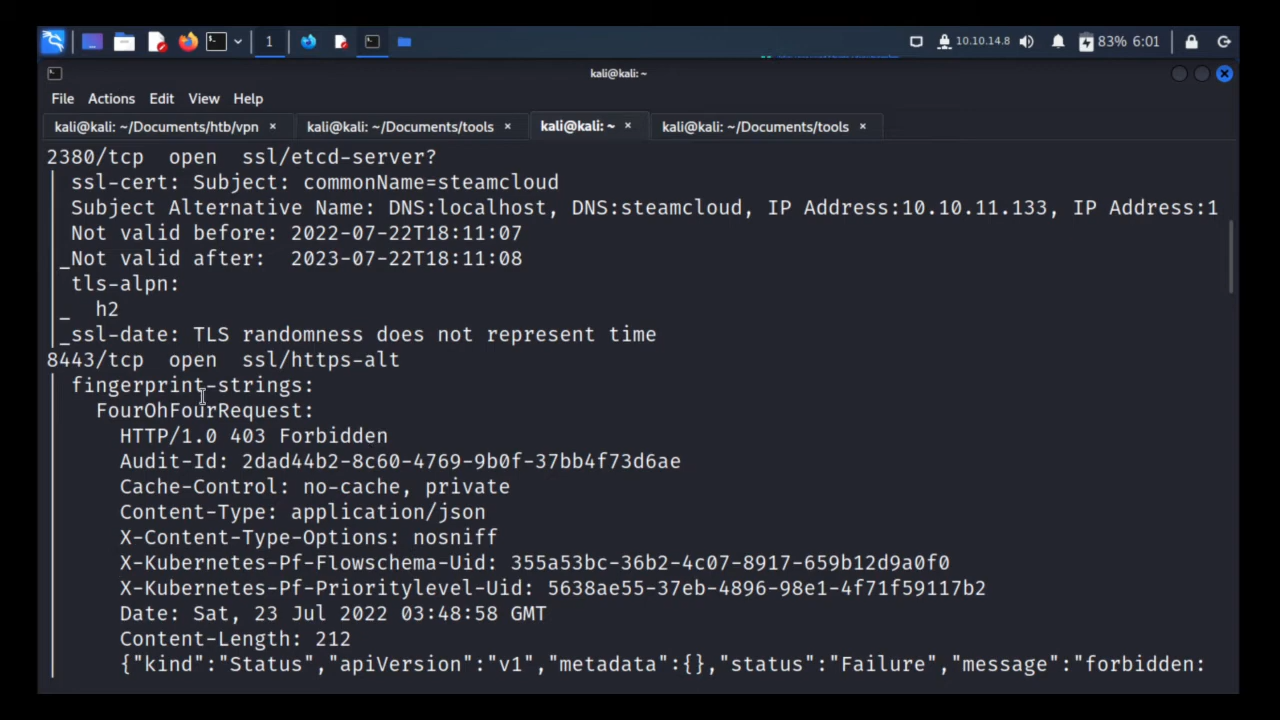 1
10.10.14.8
83% 6:01
kali@kali: ~
File Actions Edit View Help
kali@kali: ~/Documents/htb/vpn × kali@kali: ~/Documents/tools × kali@kali: ~ × kali@kali: ~/Documents/tools ×
2380/tcp open ssl/etcd-server?
| ssl-cert: Subject: commonName=steamcloud
| Subject Alternative Name: DNS:localhost, DNS:steamcloud, IP Address:10.10.11.133, IP Address:1
| Not valid before: 2022-07-22T18:11:07
|_Not valid after: 2023-07-22T18:11:08
| tls-alpn:
|_ h2
|_ssl-date: TLS randomness does not represent time
8443/tcp open ssl/https-alt
| fingerprint-strings:
| FourOhFourRequest:
| HTTP/1.0 403 Forbidden
| Audit-Id: 2dad44b2-8c60-4769-9b0f-37bb4f73d6ae
| Cache-Control: no-cache, private
| Content-Type: application/json
| X-Content-Type-Options: nosniff
| X-Kubernetes-Pf-Flowschema-Uid: 355a53bc-36b2-4c07-8917-659b12d9a0f0
| X-Kubernetes-Pf-Prioritylevel-Uid: 5638ae55-37eb-4896-98e1-4f71f59117b2
| Date: Sat, 23 Jul 2022 03:48:58 GMT
| Content-Length: 212
| {"kind":"Status","apiVersion":"v1","metadata":{},"status":"Failure","message":"forbidden: